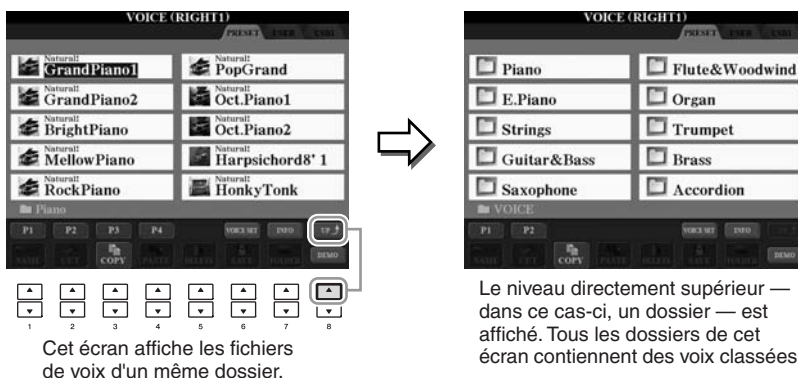 VOICE (RIGHT1)
PRESET USER USB1
Natural!
GrandPiano1
Natural!
PopGrand
Natural!
GrandPiano2
Natural!
Oct.Piano1
Natural!
BrightPiano
Natural!
Oct.Piano2
Natural!
MellowPiano
Natural!
Harpsichord8' 1
Natural!
RockPiano
Natural!
HonkyTonk
Piano
P1 P2 P3 P4 VOICE SET INFO UP
NAME CUT COPY PASTE DELETE SAVE FOLDER DEMO
1 2 3 4 5 6 7 8
Cet écran affiche les fichiers
de voix d'un même dossier.
VOICE (RIGHT1)
PRESET USER USB1
Piano
Flute&Woodwind
E.Piano
Organ
Strings
Trumpet
Guitar&Bass
Brass
Saxophone
Accordion
VOICE
P1 P2 VOICE SET INFO
NAME CUT COPY PASTE DELETE SAVE FOLDER DEMO
Le niveau directement supérieur —
dans ce cas-ci, un dossier — est
affiché. Tous les dossiers de cet
écran contiennent des voix classées